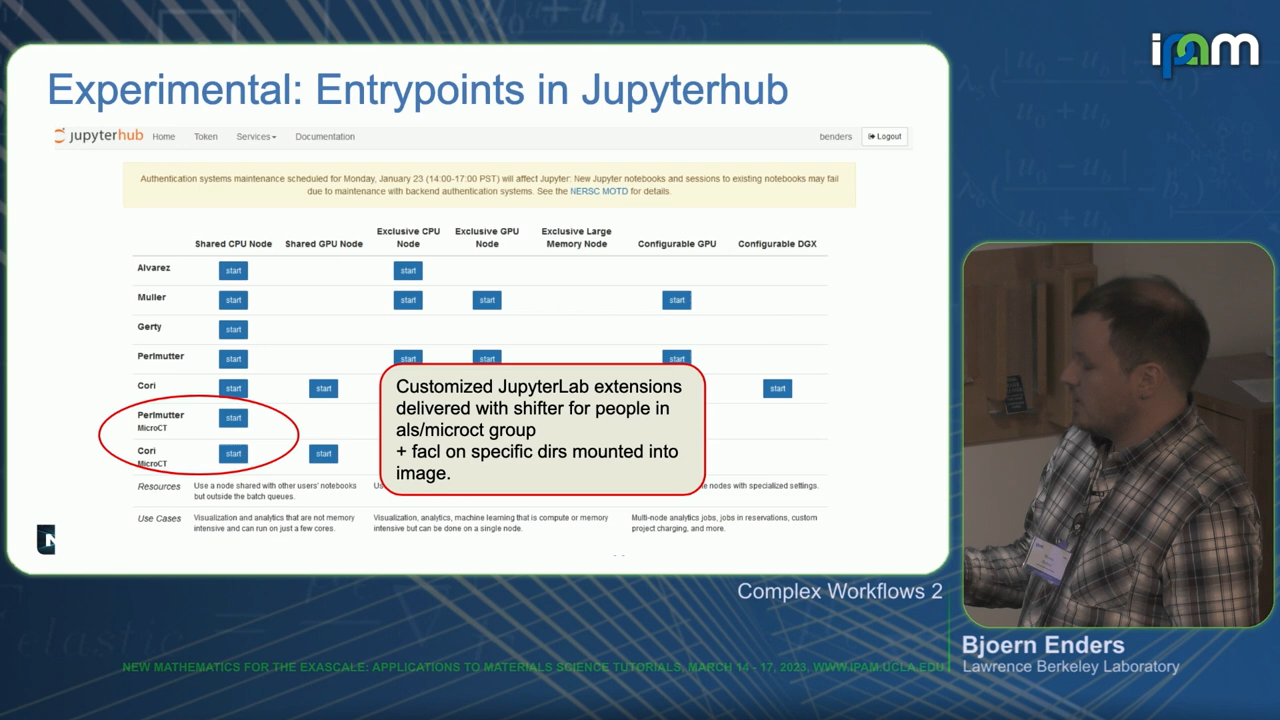 ipam
Experimental: Entrypoints in Jupyterhub
jupyterhub Home Token Services Documentation benders Logout
Authentication systems maintenance scheduled for Monday, January 23 (14:00-17:00 PST) will affect Jupyter: New Jupyter notebooks and sessions to existing notebooks may fail
due to maintenance with backend authentication systems. See the NERSC MOTD for details.
Shared CPU Node Shared GPU Node Exclusive CPU Node Exclusive GPU Node Exclusive Large Memory Node Configurable GPU Configurable DGX
Alvarez start start
Muller start start start start
Gerty start
Perlmutter start start start start
Cori start start start
Perlmutter start
MicroCT
Cori start start
MicroCT
Customized JupyterLab extensions
delivered with shifter for people in
als/microct group
+ facl on specific dirs mounted into
image.
Resources Use a node shared with other users' notebooks
but outside the batch queues.
nodes with specialized settings.
Use Cases Visualization and analytics that are not memory
intensive and can run on just a few cores.
Visualization, analytics, machine learning that is compute or memory
intensive but can be done on a single node.
Multi-node analytics jobs, jobs in reservations, custom
project charging, and more.
Complex Workflows 2
Bjoern Enders
Lawrence Berkeley Laboratory
NEW MATHEMATICS FOR THE EXASCALE: APPLICATIONS TO MATERIALS SCIENCE TUTORIALS, MARCH 14 - 17, 2023, WWW.IPAM.UCLA.EDU
elastic